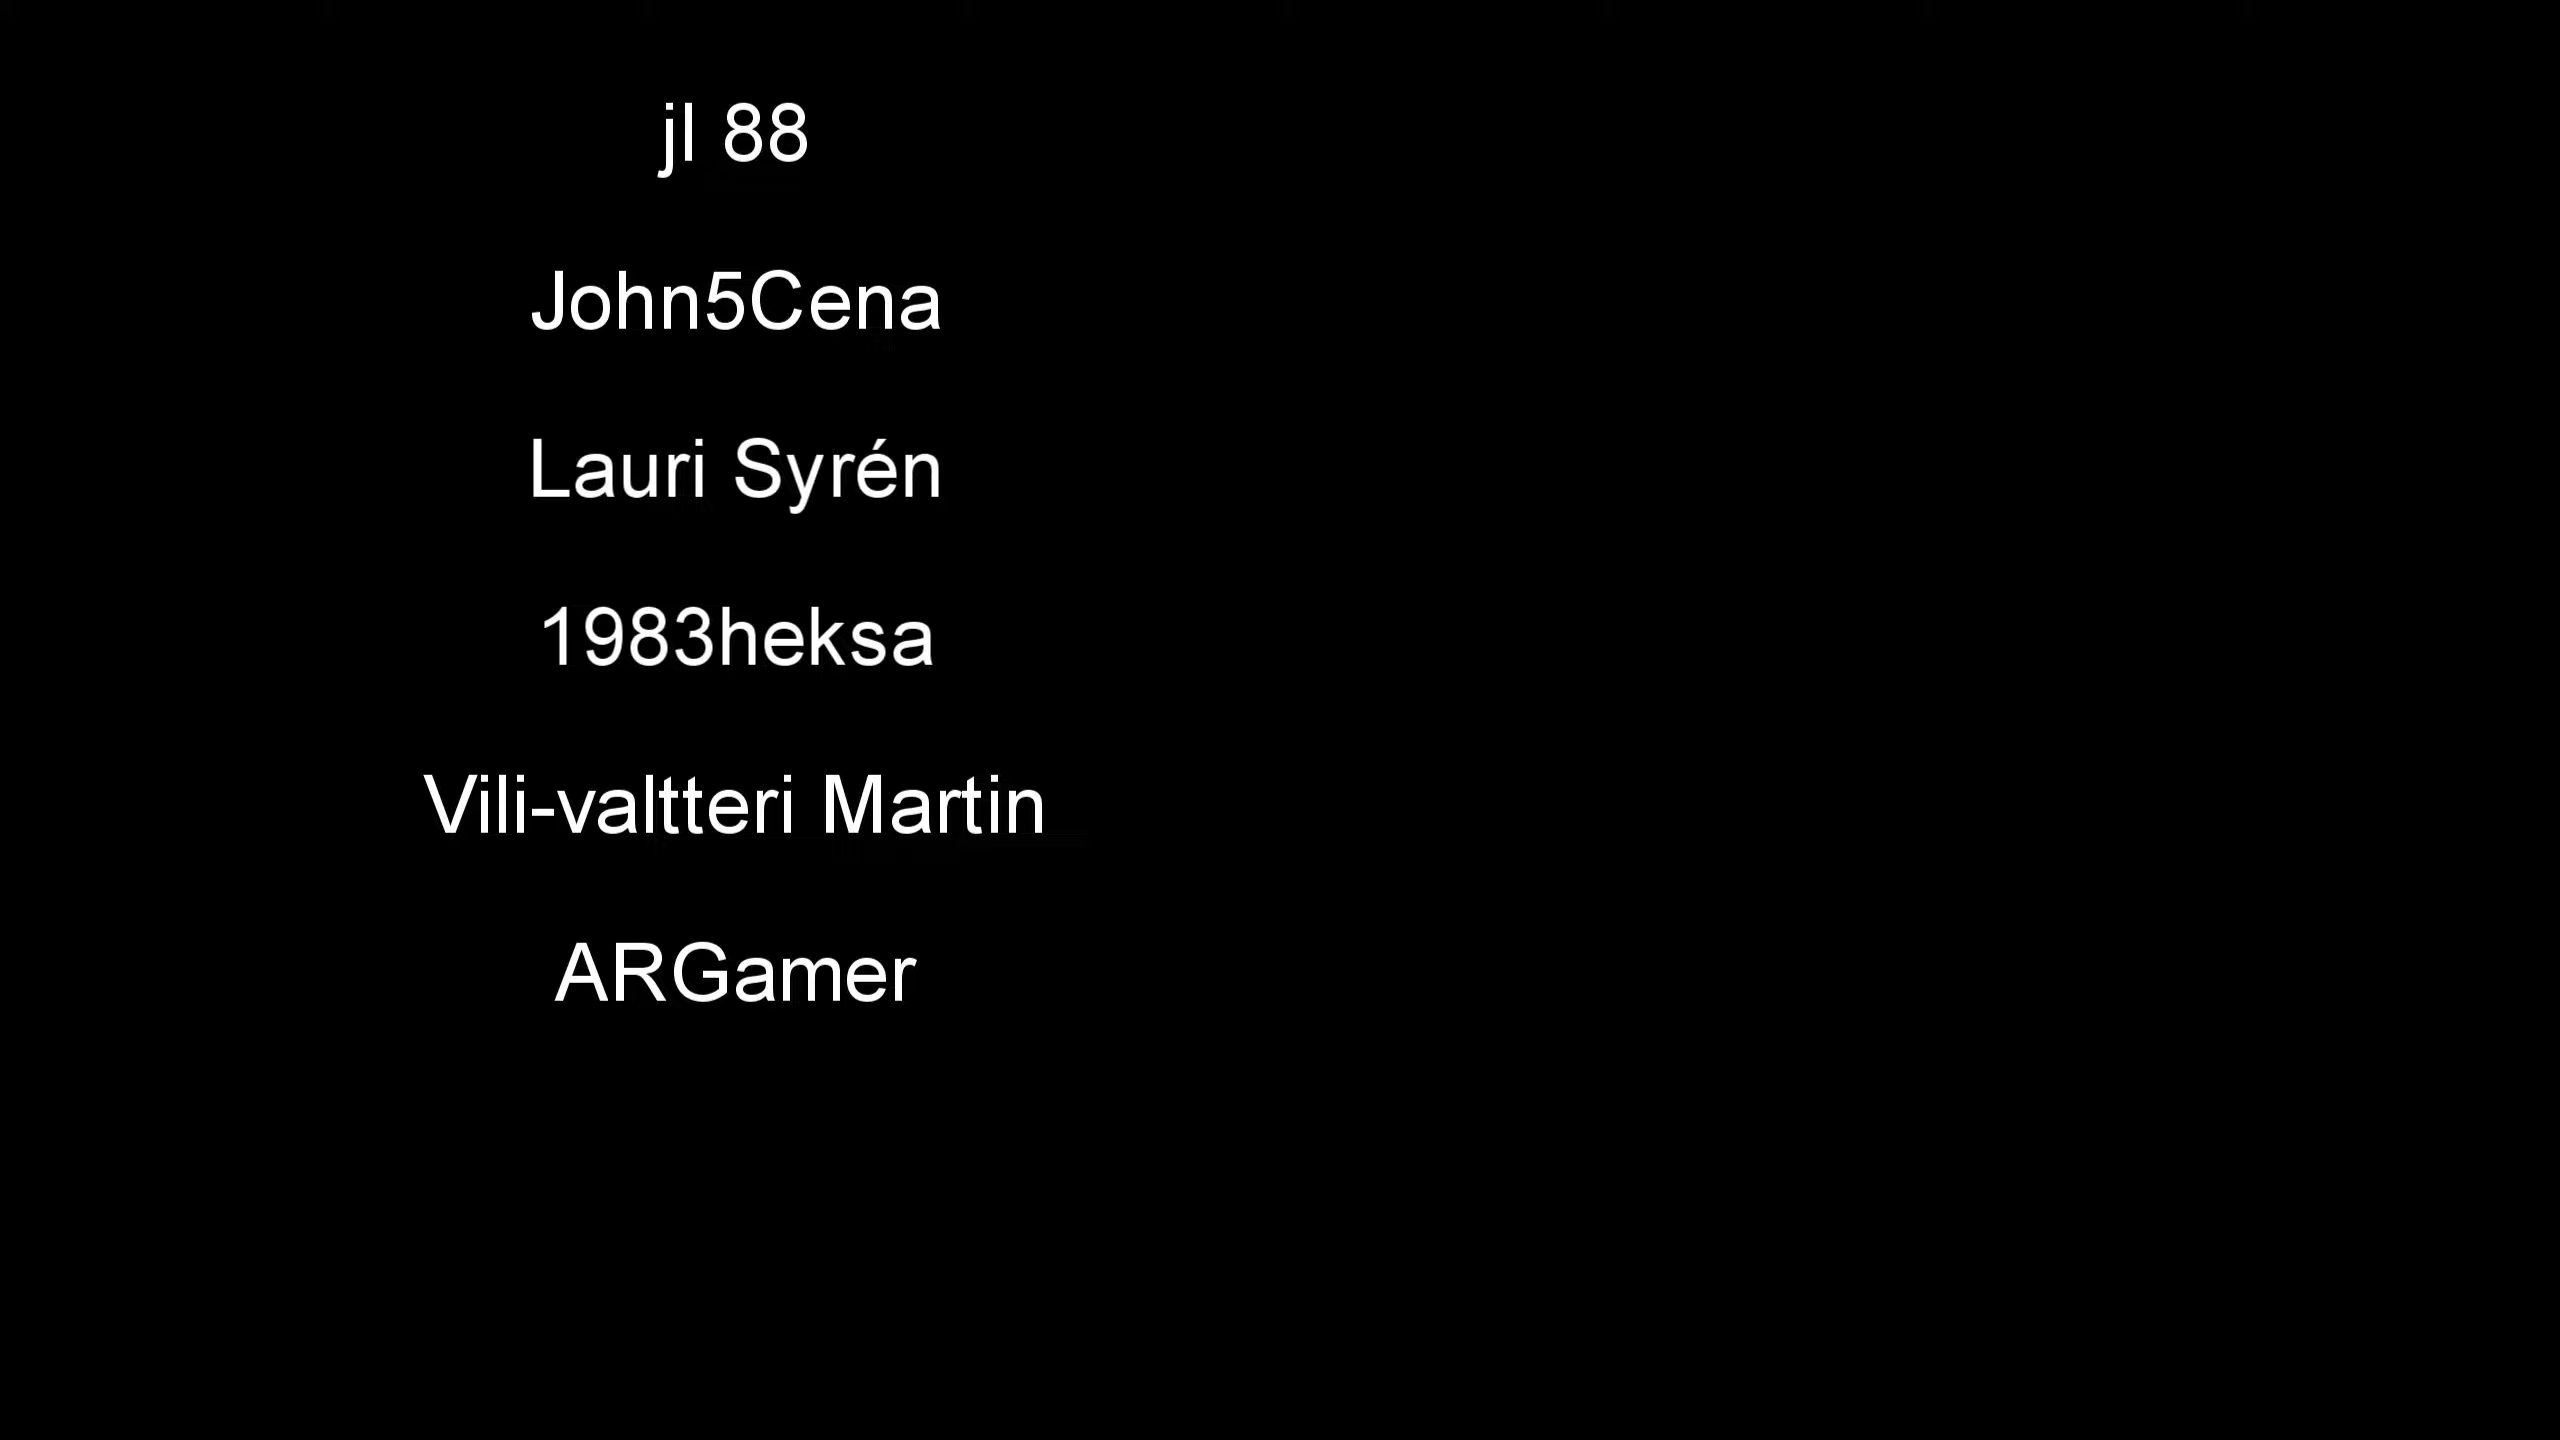 jl 88
John5Cena
Lauri Syrén
1983heksa
Vili-valtteri Martin
ARGamer